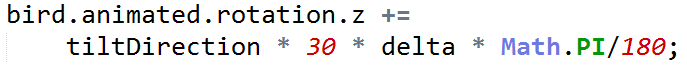 bird.animated.rotation.z +=
    tiltDirection * 30 * delta * Math.PI/180;